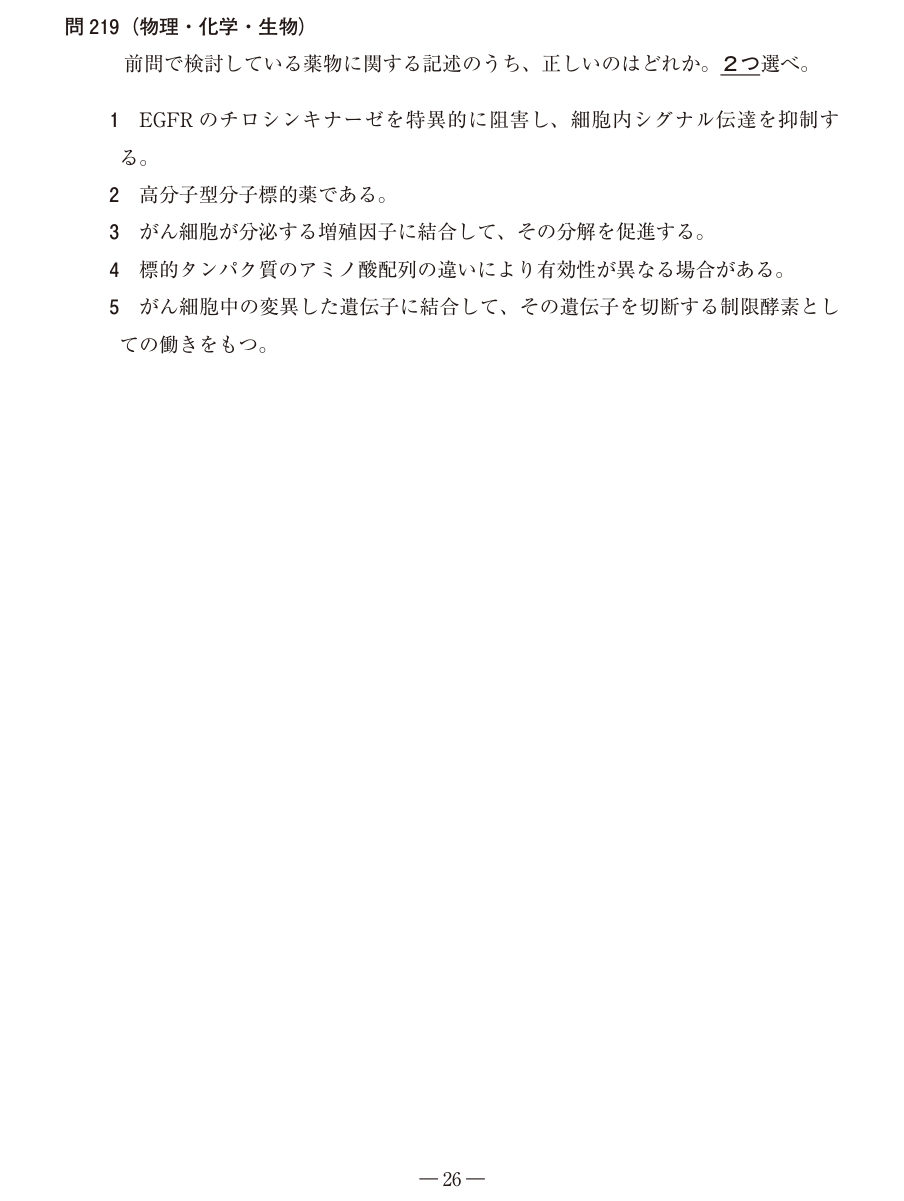 問 219（物理・化学・生物）
前問で検討している薬物に関する記述のうち、正しいのはどれか。２つ選べ。
1 EGFR のチロシンキナーゼを特異的に阻害し、細胞内シグナル伝達を抑制す
る。
2 高分子型分子標的薬である。
3 がん細胞が分泌する増殖因子に結合して、その分解を促進する。
4 標的タンパク質のアミノ酸配列の違いにより有効性が異なる場合がある。
5 がん細胞中の変異した遺伝子に結合して、その遺伝子を切断する制限酵素とし
ての働きをもつ。
― 26 ―